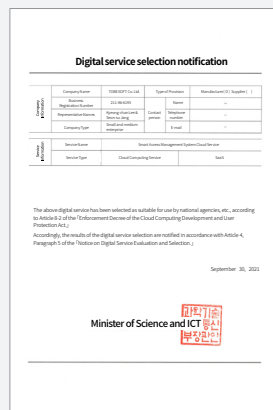 Digital service selection notification
Company Information
Company Name TOBESOFT Co. Ltd. Type of Provision Manufacturer( O ) Supplier ( )
Business Registration Number Contact person Name -
Representative Names Telephone number -
Company Type Small and medium enterprise E-mail -
Service Information
Service Name Smart Access Management System Cloud Service
Service Type Cloud Computing Service SaaS
The above digital service has been selected as suitable for use by national agencies, etc., according
to Article 8-2 of the 「Enforcement Decree of the Cloud Computing Development and User
Protection Act.」
Accordingly, the results of the digital service selection are notified in accordance with Article 4,
Paragraph 5 of the 「Notice on Digital Service Evaluation and Selection.」
September 30, 2021
Minister of Science and ICT